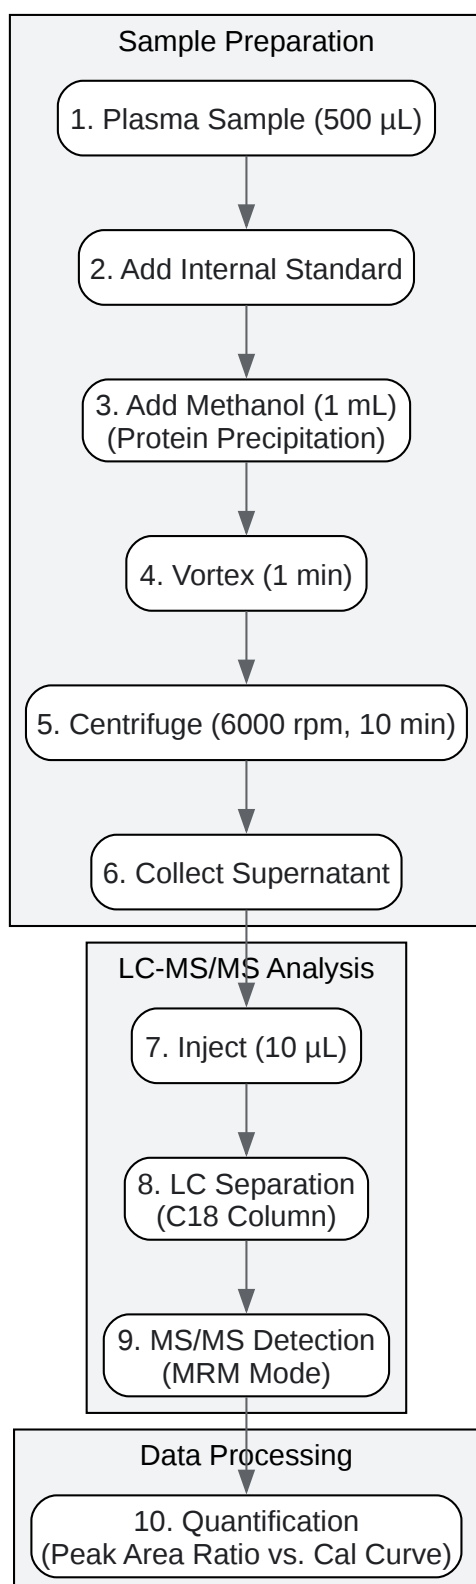 Sample Preparation
1. Plasma Sample (500 µL)
2. Add Internal Standard
3. Add Methanol (1 mL)
(Protein Precipitation)
4. Vortex (1 min)
5. Centrifuge (6000 rpm, 10 min)
6. Collect Supernatant
LC-MS/MS Analysis
7. Inject (10 µL)
8. LC Separation
(C18 Column)
9. MS/MS Detection
(MRM Mode)
Data Processing
10. Quantification
(Peak Area Ratio vs. Cal Curve)